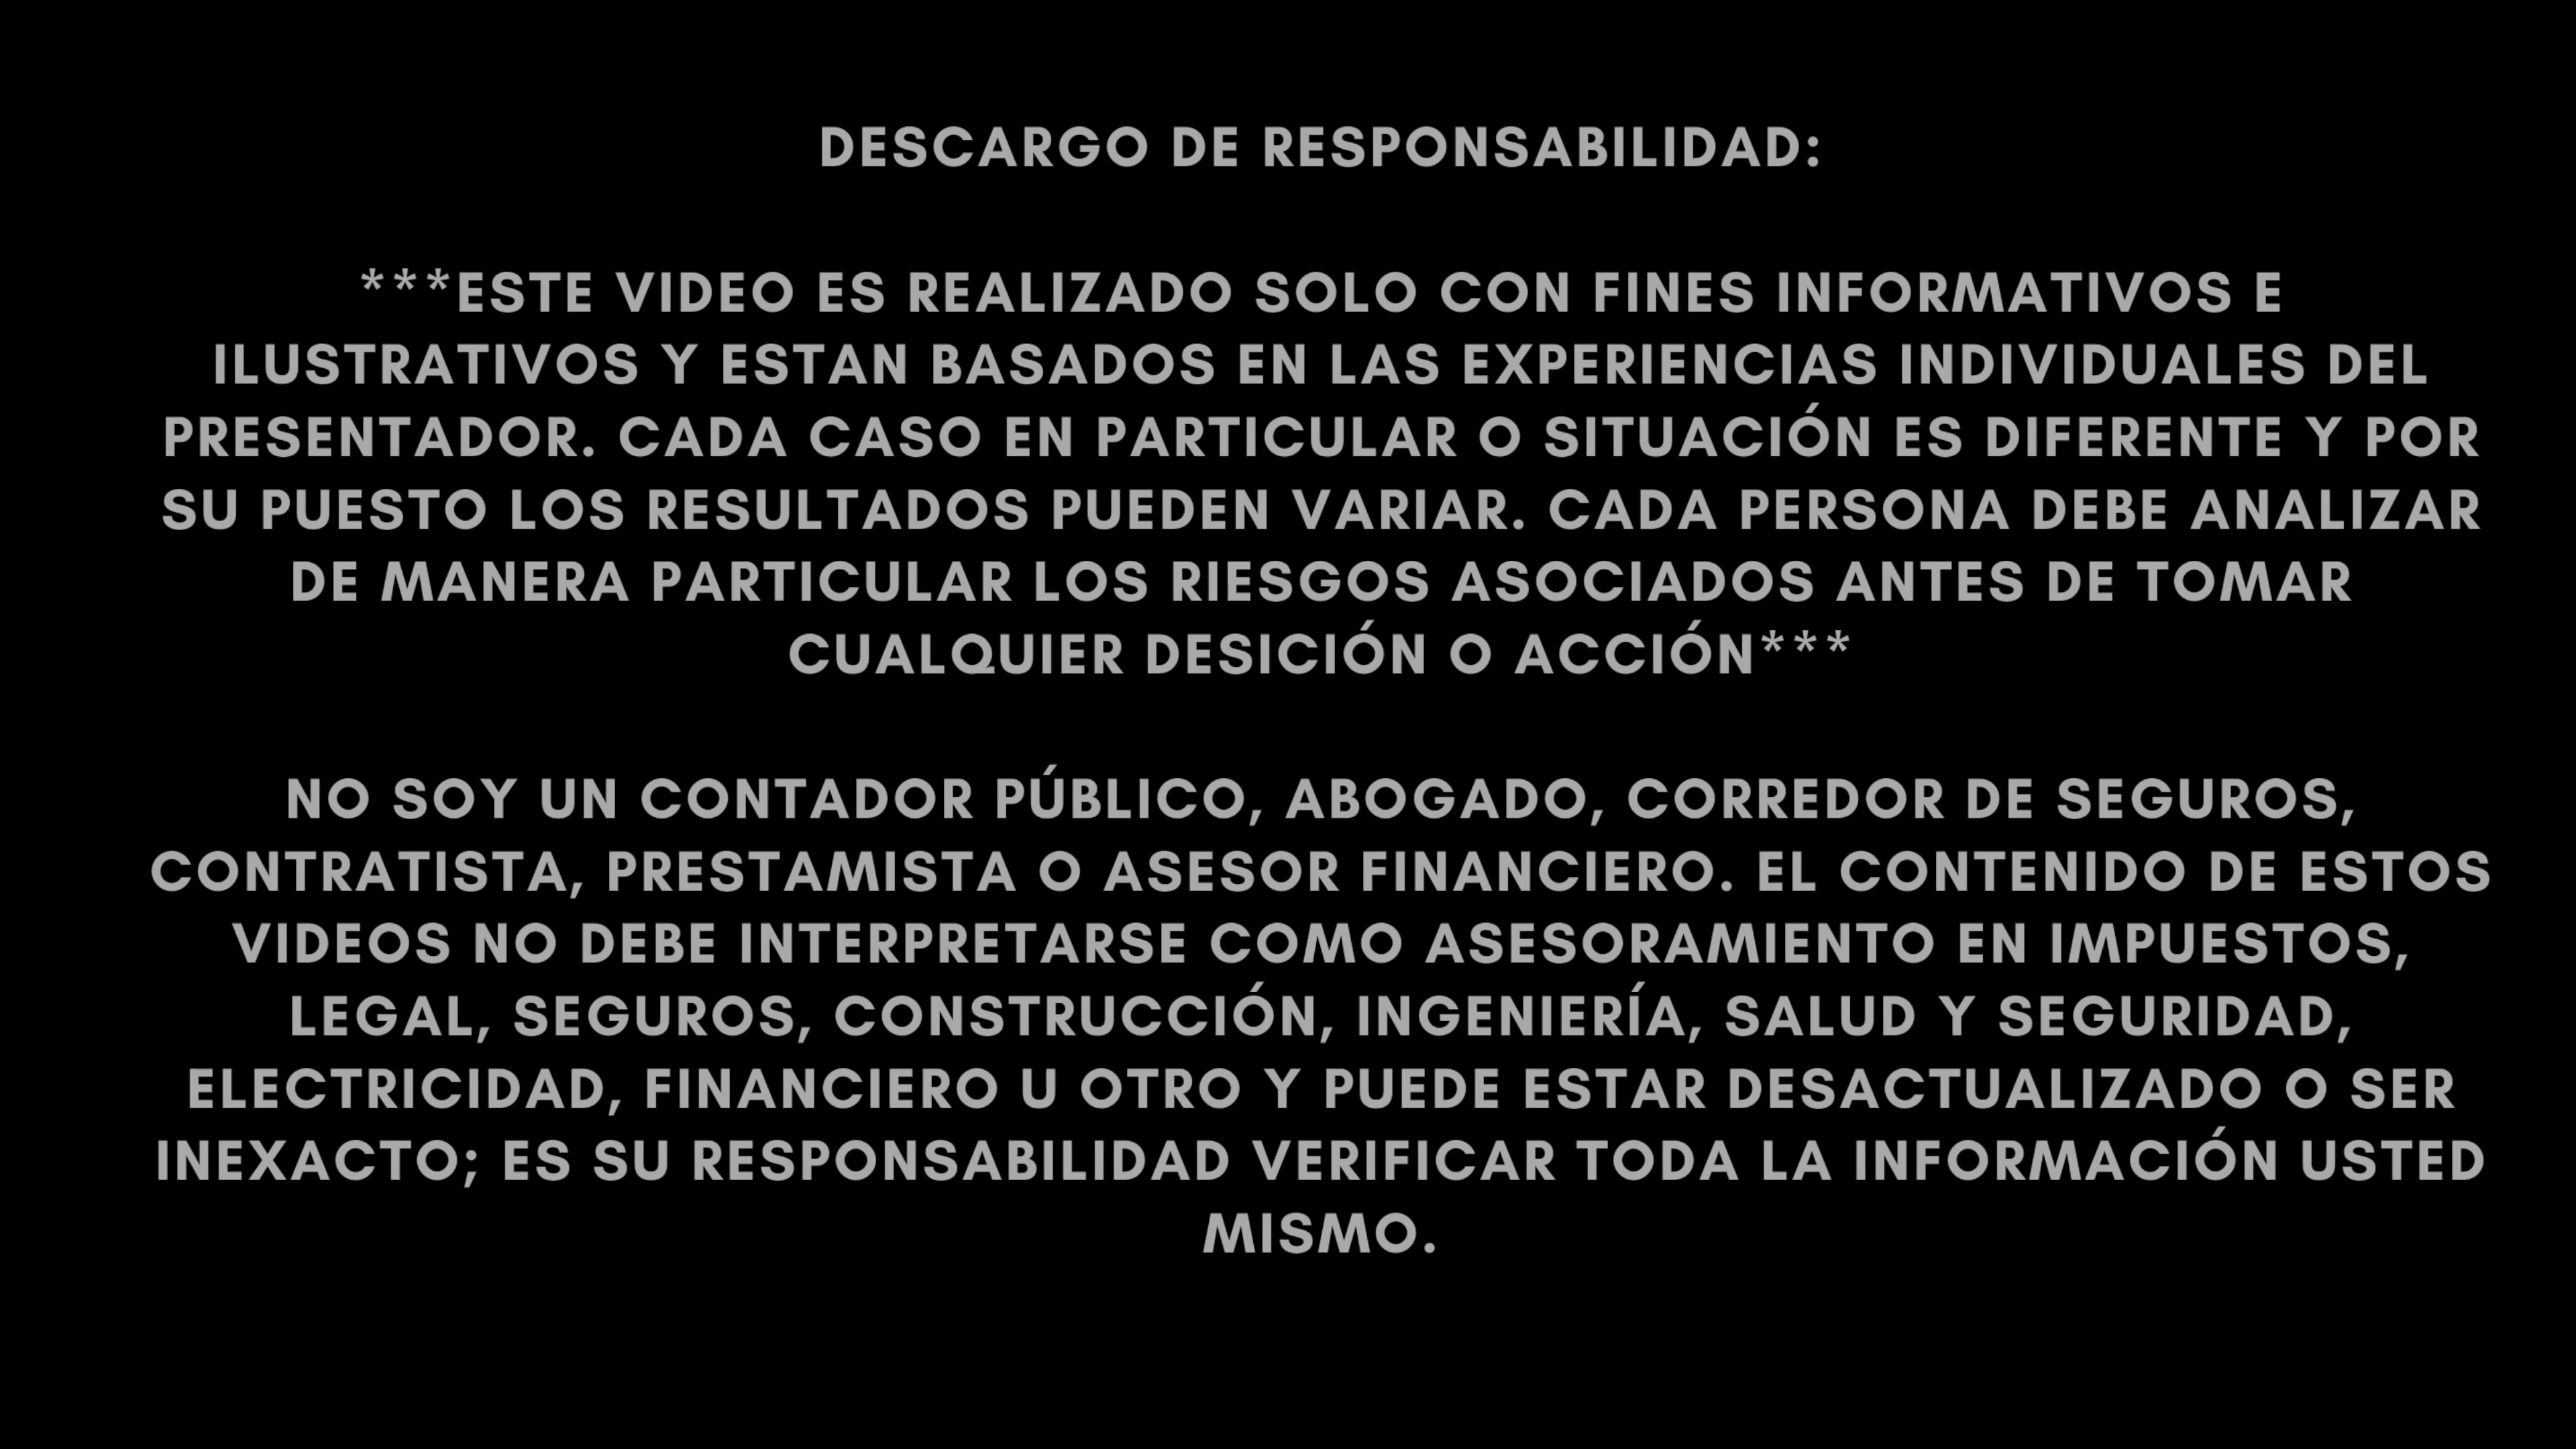 DESCARGO DE RESPONSABILIDAD:
***ESTE VIDEO ES REALIZADO SOLO CON FINES INFORMATIVOS E
ILUSTRATIVOS Y ESTAN BASADOS EN LAS EXPERIENCIAS INDIVIDUALES DEL
PRESENTADOR. CADA CASO EN PARTICULAR O SITUACIÓN ES DIFERENTE Y POR
SU PUESTO LOS RESULTADOS PUEDEN VARIAR. CADA PERSONA DEBE ANALIZAR
DE MANERA PARTICULAR LOS RIESGOS ASOCIADOS ANTES DE TOMAR
CUALQUIER DESICIÓN O ACCIÓN***
NO SOY UN CONTADOR PÚBLICO, ABOGADO, CORREDOR DE SEGUROS,
CONTRATISTA, PRESTAMISTA O ASESOR FINANCIERO. EL CONTENIDO DE ESTOS
VIDEOS NO DEBE INTERPRETARSE COMO ASESORAMIENTO EN IMPUESTOS,
LEGAL, SEGUROS, CONSTRUCCIÓN, INGENIERÍA, SALUD Y SEGURIDAD,
ELECTRICIDAD, FINANCIERO U OTRO Y PUEDE ESTAR DESACTUALIZADO O SER
INEXACTO; ES SU RESPONSABILIDAD VERIFICAR TODA LA INFORMACIÓN USTED
MISMO.